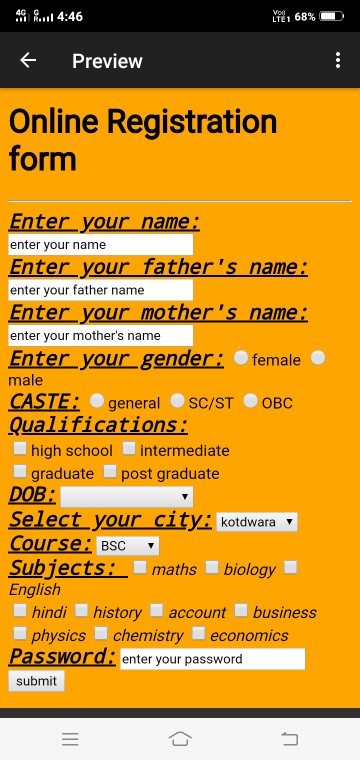 4G G 4:46 Vo) LTE1 68%
Preview
Online Registration
form
Enter your name:
enter your name
Enter your father's name:
enter your father name
Enter your mother's name:
enter your mother's name
Enter your gender: female
male
CASTE: general SC/ST OBC
Qualifications:
high school intermediate
graduate post graduate
DOB:
Select your city: kotdwara
Course: BSC
Subjects: maths biology
English
hindi history account business
physics chemistry economics
Password: enter your password
submit